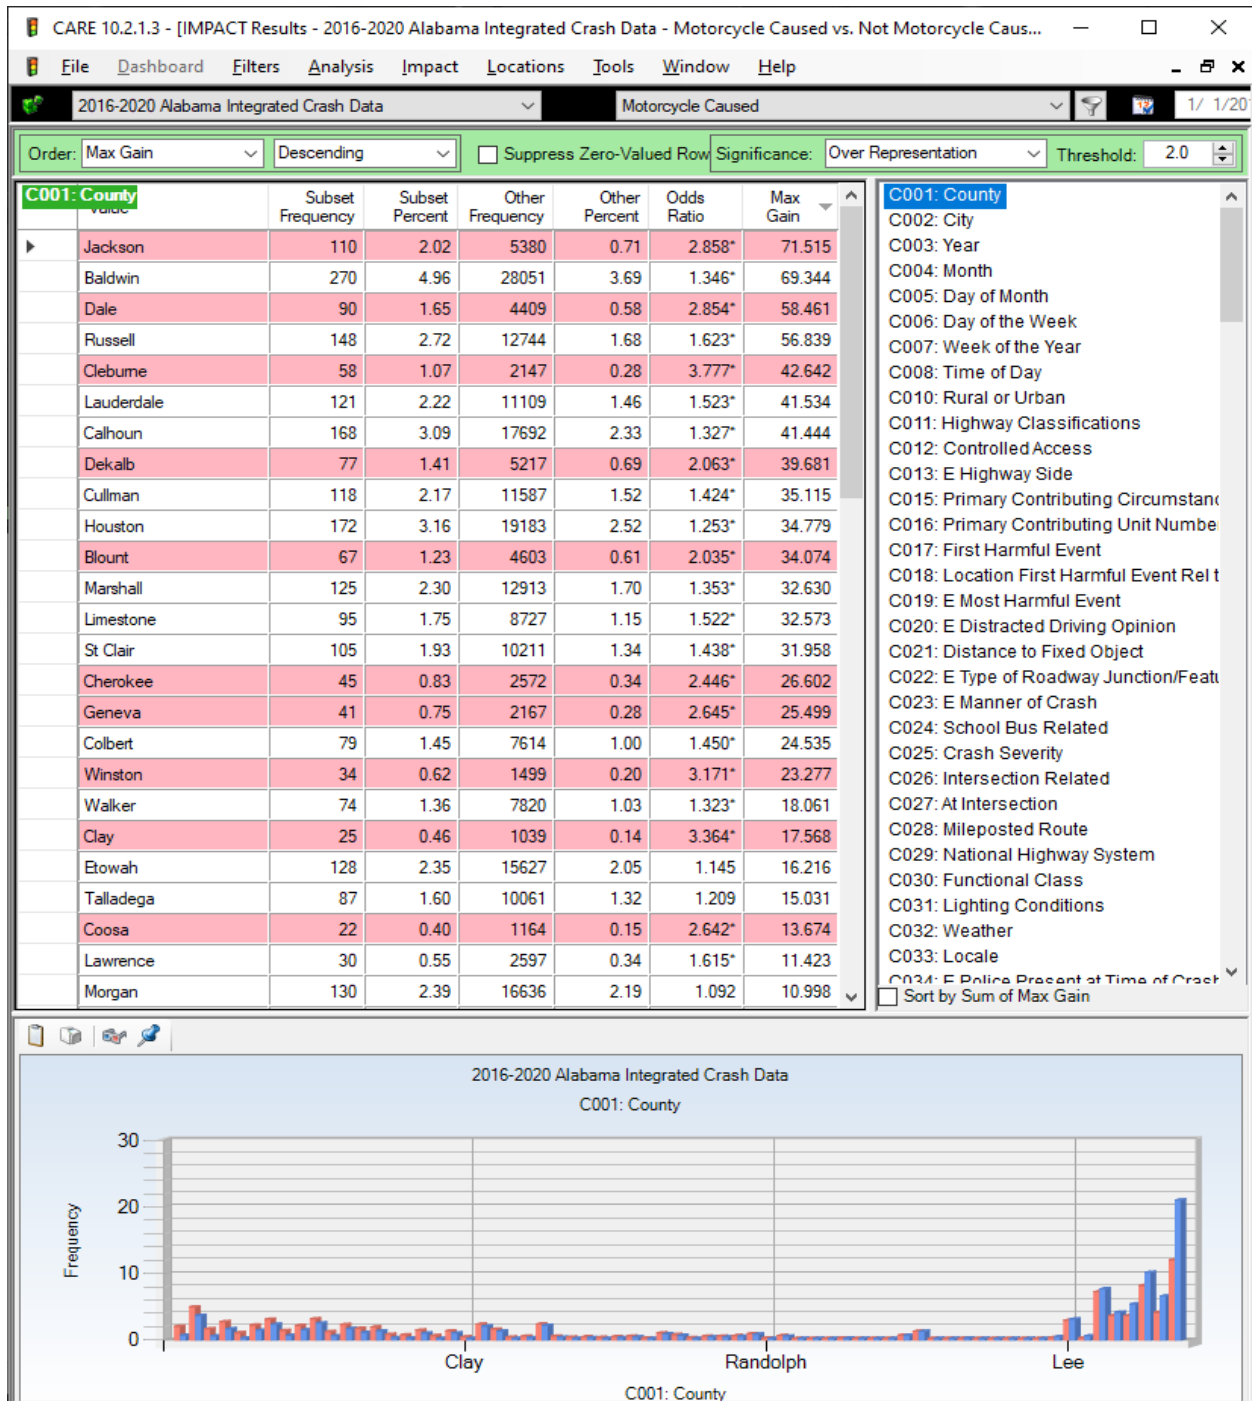 CARE 10.2.1.3 - [IMPACT Results - 2016-2020 Alabama Integrated Crash Data - Motorcycle Caused vs. Not Motorcycle Caus...
File Dashboard Filters Analysis Impact Locations Tools Window Help
2016-2020 Alabama Integrated Crash Data Motorcycle Caused 1/ 1/20
Order: Max Gain Descending Suppress Zero-Valued Row Significance: Over Representation Threshold: 2.0
C001: County Subset Frequency Subset Percent Other Frequency Other Percent Odds Ratio Max Gain
Jackson 110 2.02 5380 0.71 2.858* 71.515
Baldwin 270 4.96 28051 3.69 1.346* 69.344
Dale 90 1.65 4409 0.58 2.854* 58.461
Russell 148 2.72 12744 1.68 1.623* 56.839
Cleburne 58 1.07 2147 0.28 3.777* 42.642
Lauderdale 121 2.22 11109 1.46 1.523* 41.534
Calhoun 168 3.09 17692 2.33 1.327* 41.444
Dekalb 77 1.41 5217 0.69 2.063* 39.681
Cullman 118 2.17 11587 1.52 1.424* 35.115
Houston 172 3.16 19183 2.52 1.253* 34.779
Blount 67 1.23 4603 0.61 2.035* 34.074
Marshall 125 2.30 12913 1.70 1.353* 32.630
Limestone 95 1.75 8727 1.15 1.522* 32.573
St Clair 105 1.93 10211 1.34 1.438* 31.958
Cherokee 45 0.83 2572 0.34 2.446* 26.602
Geneva 41 0.75 2167 0.28 2.645* 25.499
Colbert 79 1.45 7614 1.00 1.450* 24.535
Winston 34 0.62 1499 0.20 3.171* 23.277
Walker 74 1.36 7820 1.03 1.323* 18.061
Clay 25 0.46 1039 0.14 3.364* 17.568
Etowah 128 2.35 15627 2.05 1.145 16.216
Talladega 87 1.60 10061 1.32 1.209 15.031
Coosa 22 0.40 1164 0.15 2.642* 13.674
Lawrence 30 0.55 2597 0.34 1.615* 11.423
Morgan 130 2.39 16636 2.19 1.092 10.998
C001: County
C002: City
C003: Year
C004: Month
C005: Day of Month
C006: Day of the Week
C007: Week of the Year
C008: Time of Day
C010: Rural or Urban
C011: Highway Classifications
C012: Controlled Access
C013: E Highway Side
C015: Primary Contributing Circumstanc
C016: Primary Contributing Unit Number
C017: First Harmful Event
C018: Location First Harmful Event Rel t
C019: E Most Harmful Event
C020: E Distracted Driving Opinion
C021: Distance to Fixed Object
C022: E Type of Roadway Junction/Featu
C023: E Manner of Crash
C024: School Bus Related
C025: Crash Severity
C026: Intersection Related
C027: At Intersection
C028: Mileposted Route
C029: National Highway System
C030: Functional Class
C031: Lighting Conditions
C032: Weather
C033: Locale
C034: E Police Present at Time of Crash
Sort by Sum of Max Gain
2016-2020 Alabama Integrated Crash Data
C001: County
30
20
10
0
Frequency
Clay Randolph Lee
C001: County